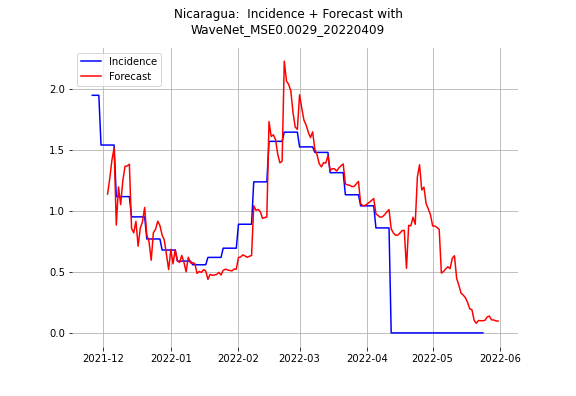 Nicaragua:  Incidence + Forecast with
WaveNet_MSE0.0029_20220409
Incidence
Forecast
2.0
1.5
1.0
0.5
0.0
2021-12 2022-01 2022-02 2022-03 2022-04 2022-05 2022-06